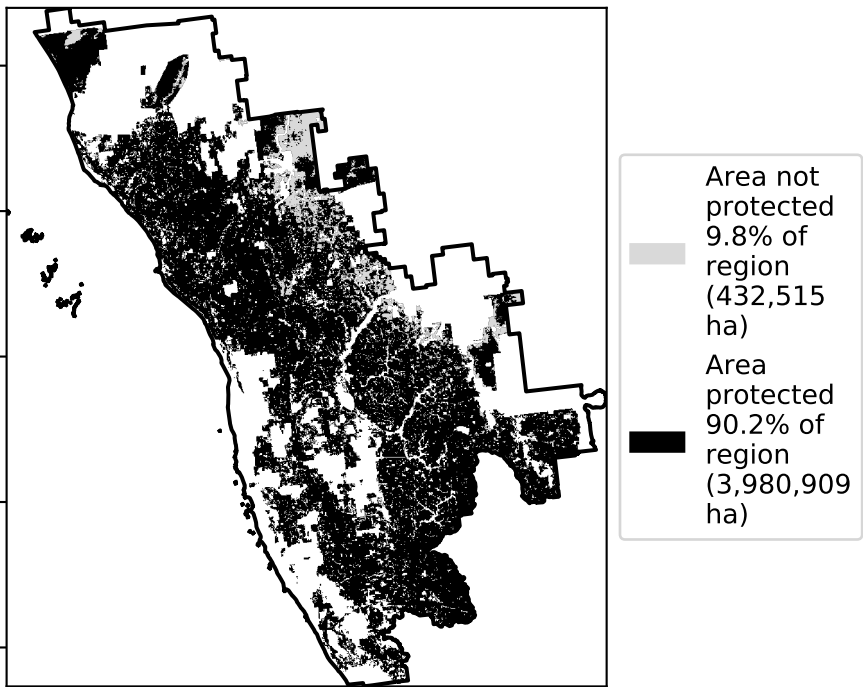 Area not
protected
9.8% of
region
(432,515
ha)
Area
protected
90.2% of
region
(3,980,909
ha)